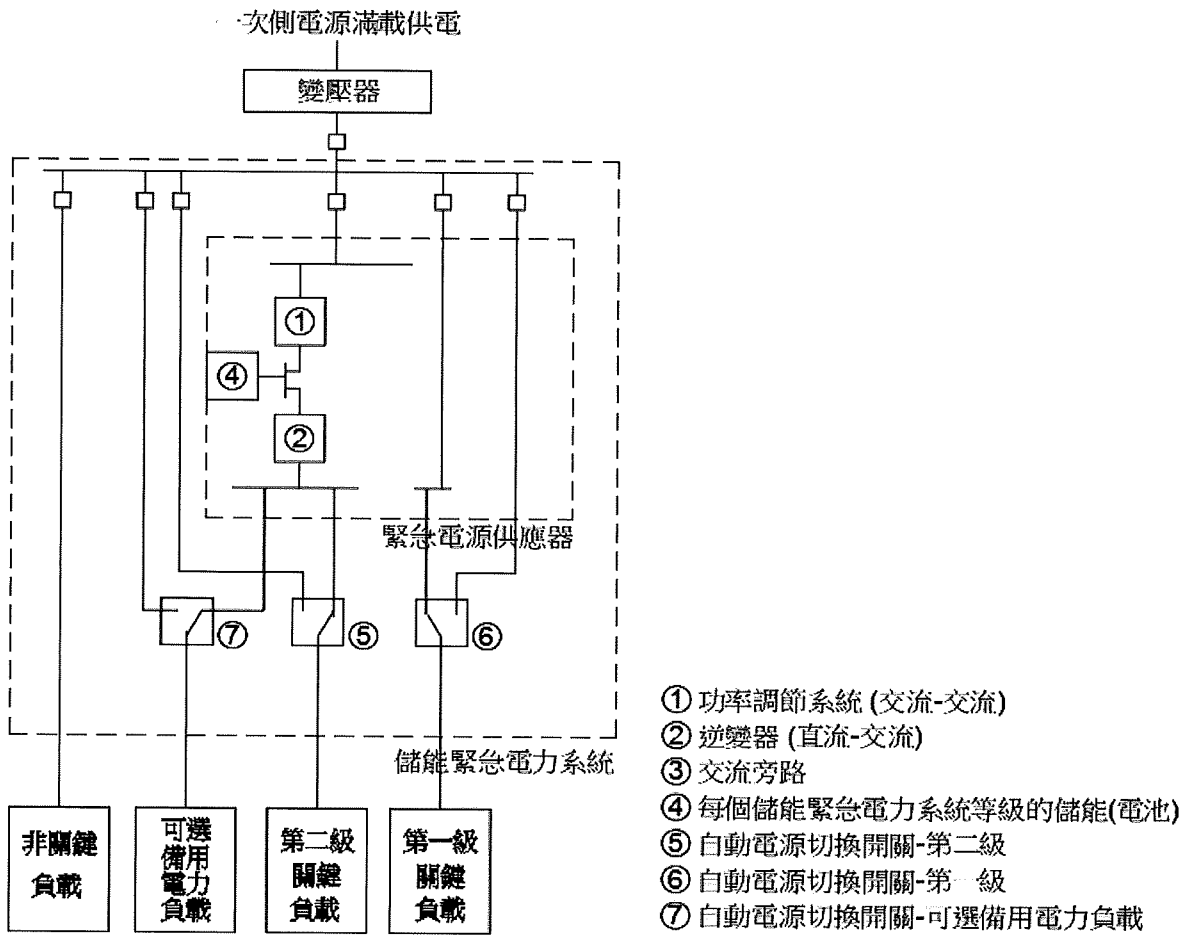 一次側電源滿載供電
變壓器
①
④
②
緊急電源供應器
⑦
⑤
⑥
儲能緊急電力系統
非關鍵
負載
可選
備用
電力
負載
第二級
關鍵
負載
第一級
關鍵
負載
① 功率調節系統 (交流-交流)
② 逆變器 (直流-交流)
③ 交流旁路
④ 每個儲能緊急電力系統等級的儲能(電池)
⑤ 自動電源切換開關-第二級
⑥ 自動電源切換開關-第一級
⑦ 自動電源切換開關-可選備用電力負載